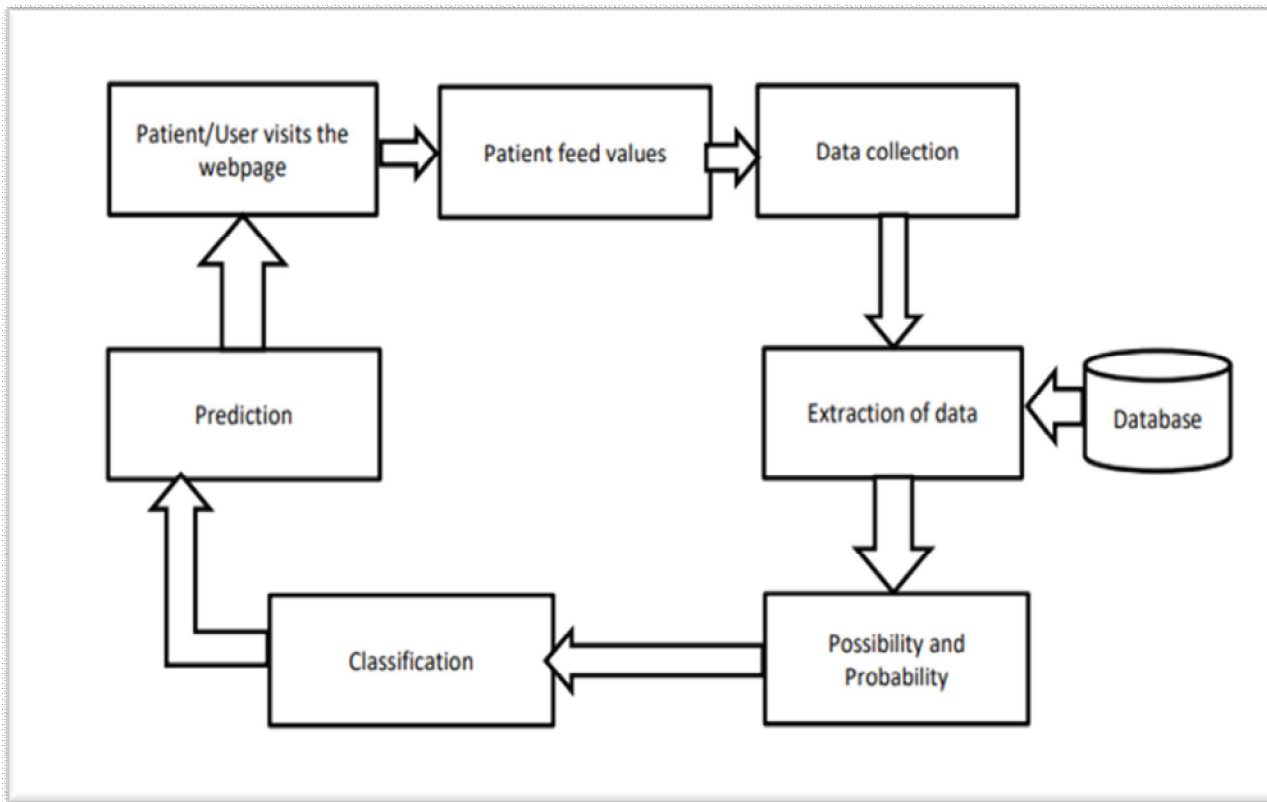 Patient/User visits the
webpage
Patient feed values
Data collection
Prediction
Extraction of data
Database
Classification
Possibility and
Probability